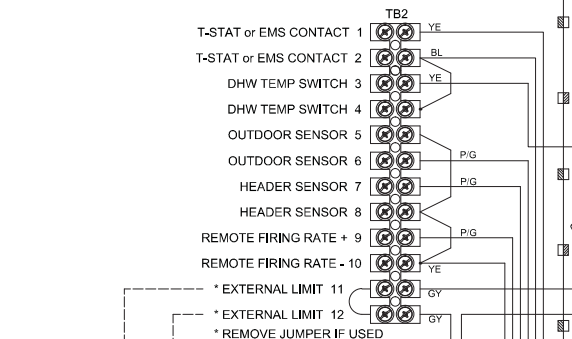 TB2
T-STAT or EMS CONTACT 1 YE
T-STAT or EMS CONTACT 2 BL
DHW TEMP SWITCH 3 YE
DHW TEMP SWITCH 4
OUTDOOR SENSOR 5
OUTDOOR SENSOR 6 P/G
HEADER SENSOR 7 P/G
HEADER SENSOR 8
REMOTE FIRING RATE + 9 P/G
REMOTE FIRING RATE - 10 YE
* EXTERNAL LIMIT 11 GY
* EXTERNAL LIMIT 12 GY
* REMOVE JUMPER IF USED